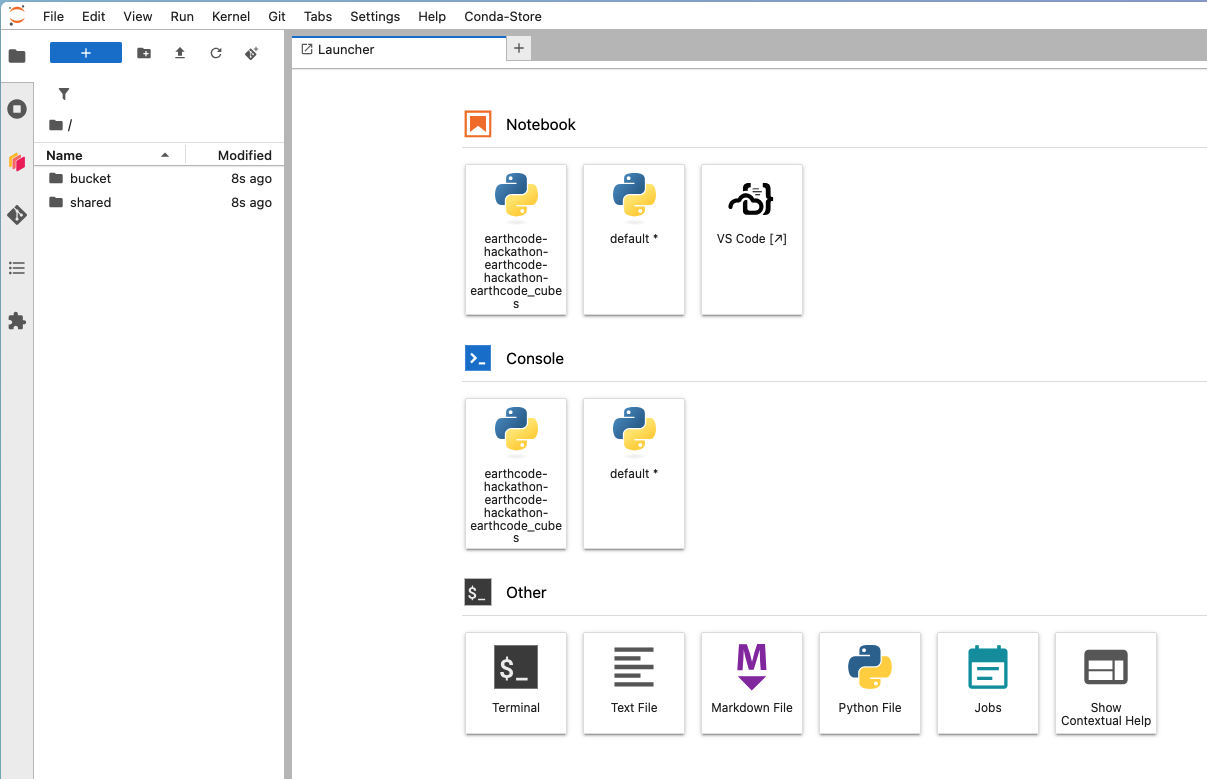 File Edit View Run Kernel Git Tabs Settings Help Conda-Store
Launcher
/
Name Modified
bucket 8s ago
shared 8s ago
Notebook
earthcode-
hackathon-
earthcode-
hackathon-
earthcode_cube
s
default *
VS Code [↗]
Console
earthcode-
hackathon-
earthcode-
hackathon-
earthcode_cube
s
default *
$_ Other
$_
Terminal
Text File
M
Markdown File
Python File
Jobs
Show
Contextual Help